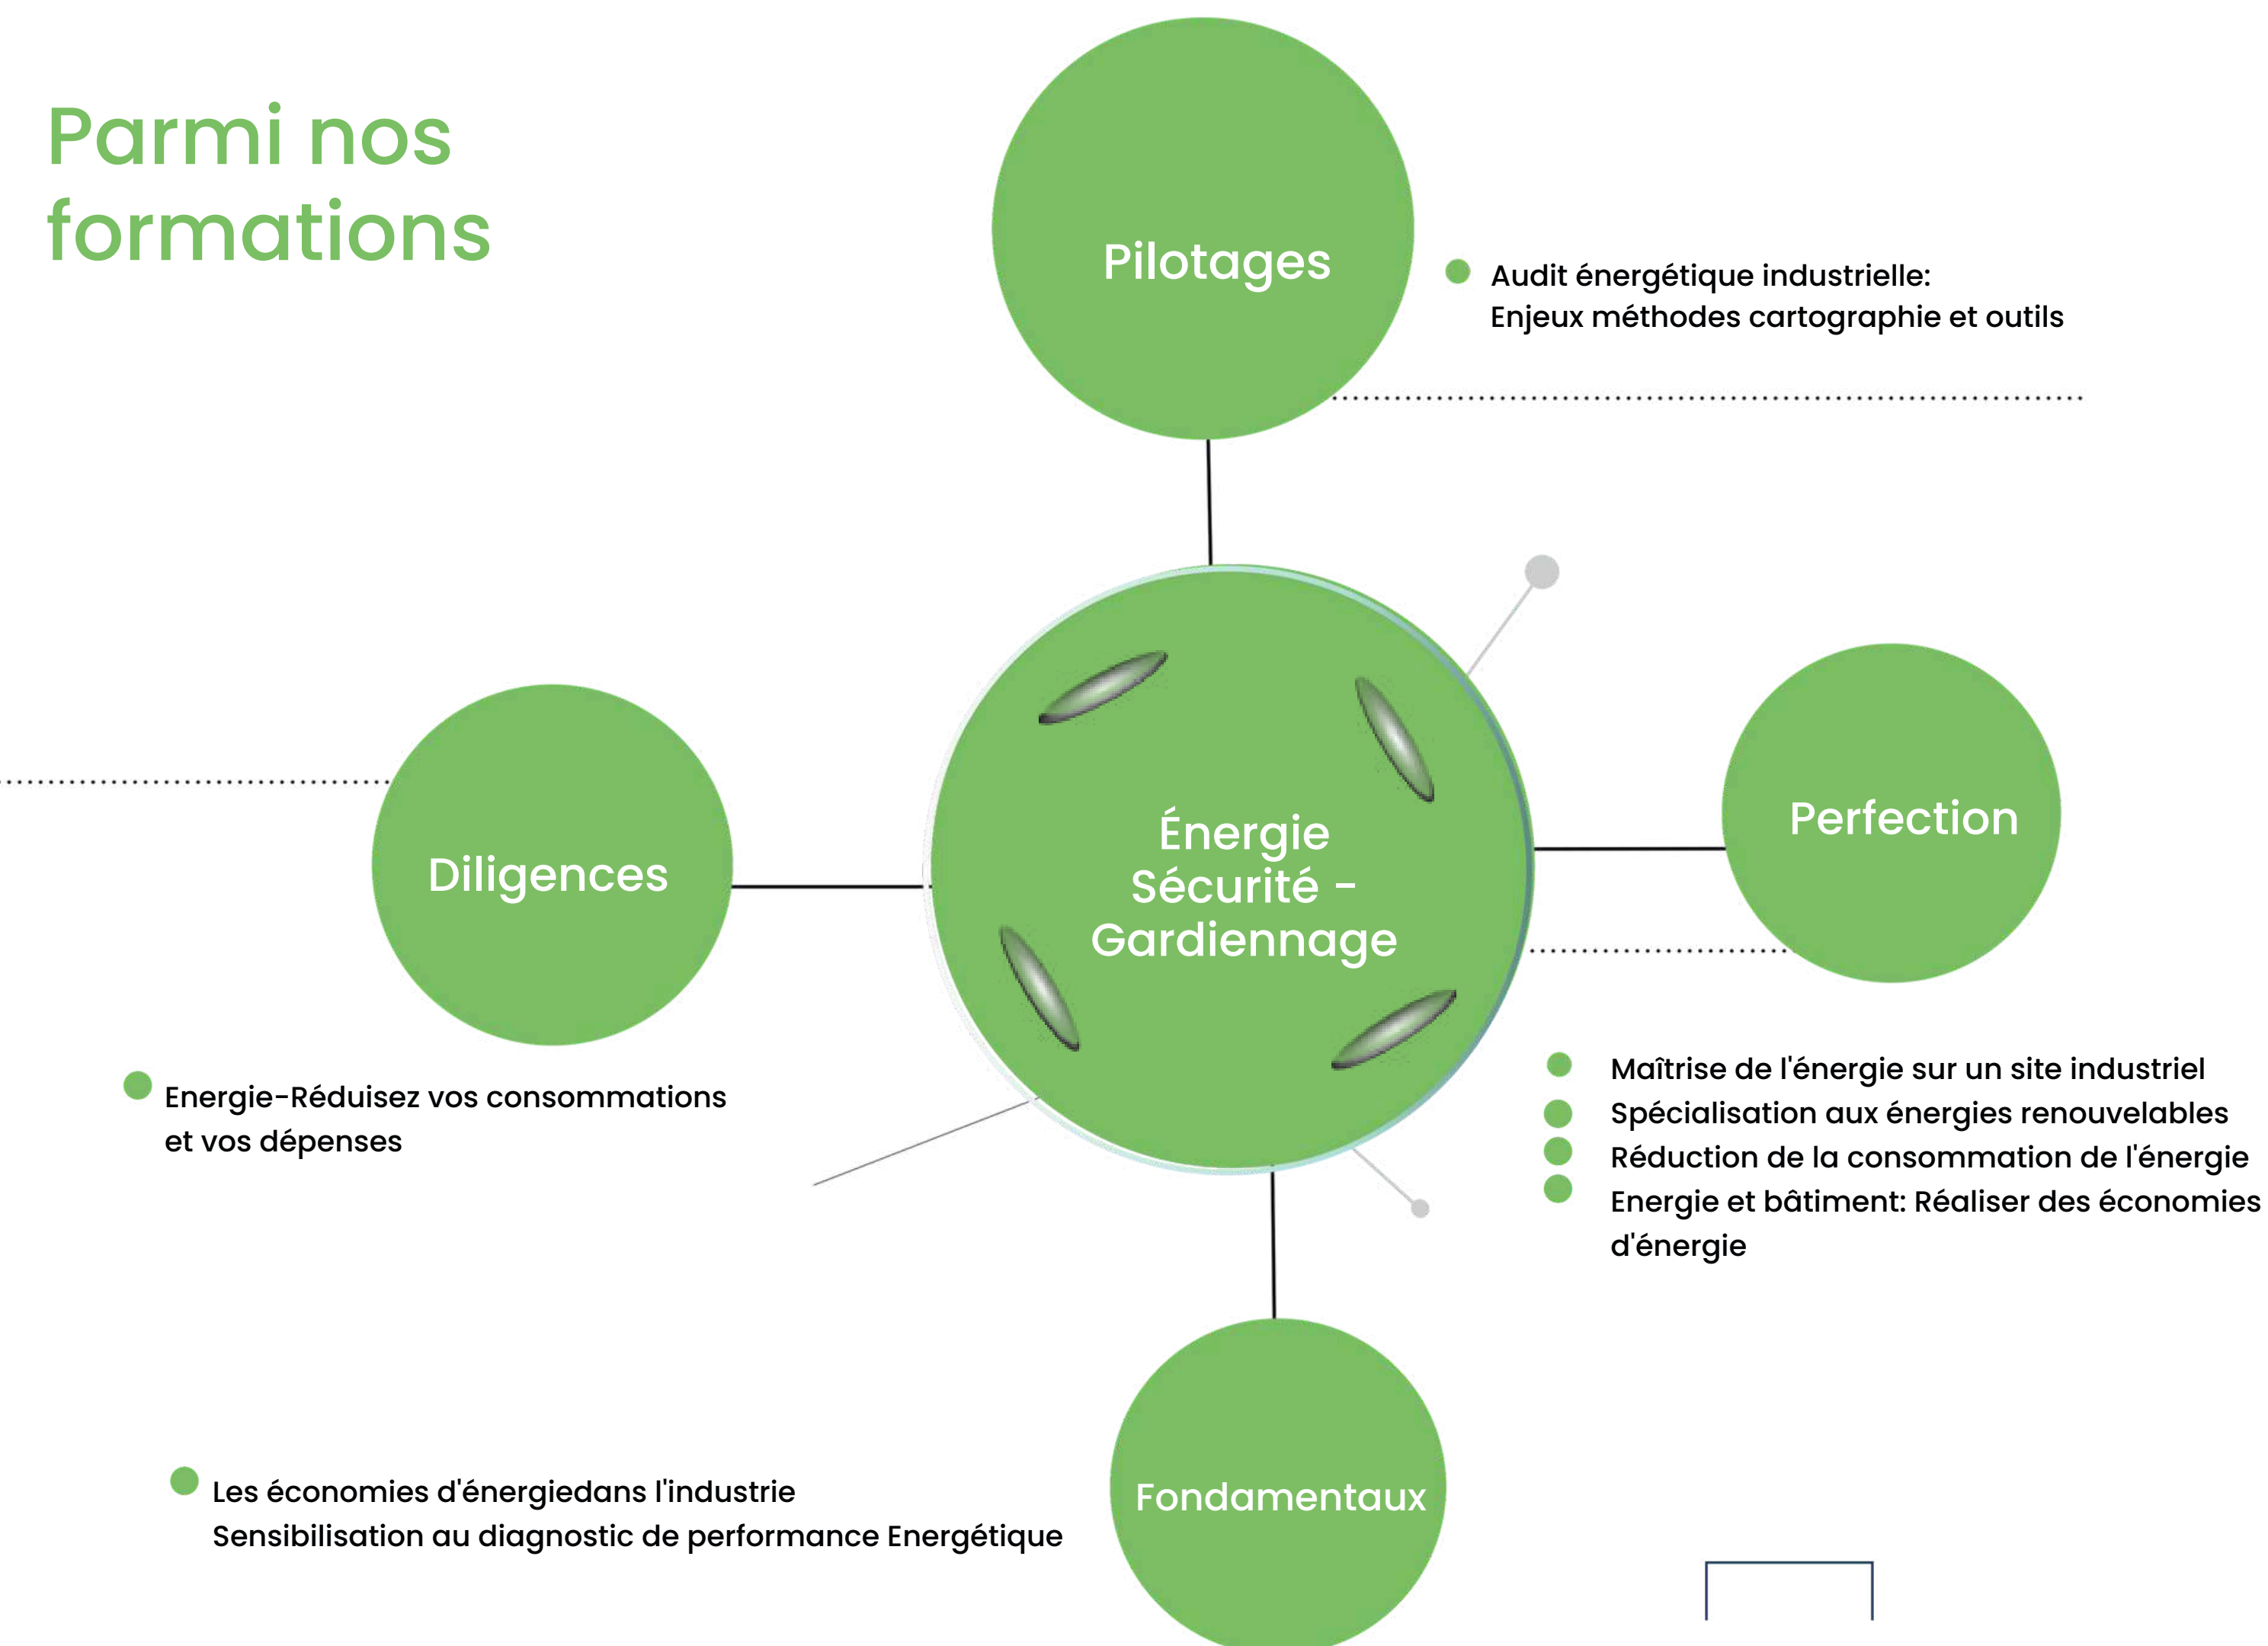 Parmi nos
formations
Pilotages
Audit énergétique industrielle:
Enjeux méthodes cartographie et outils
Diligences
Énergie
Sécurité -
Gardiennage
Perfection
Energie-Réduisez vos consommations
et vos dépenses
Maîtrise de l'énergie sur un site industriel
Spécialisation aux énergies renouvelables
Réduction de la consommation de l'énergie
Energie et bâtiment: Réaliser des économies
d'énergie
Les économies d'énergiedans l'industrie
Sensibilisation au diagnostic de performance Energétique
Fondamentaux